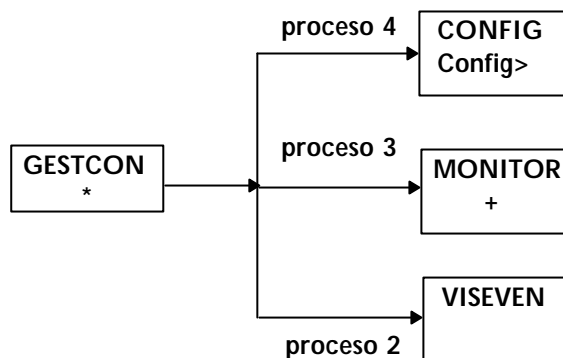 proceso 4
CONFIG
Config>
GESTCON
*
proceso 3
MONITOR
+
VISEVEN
proceso 2